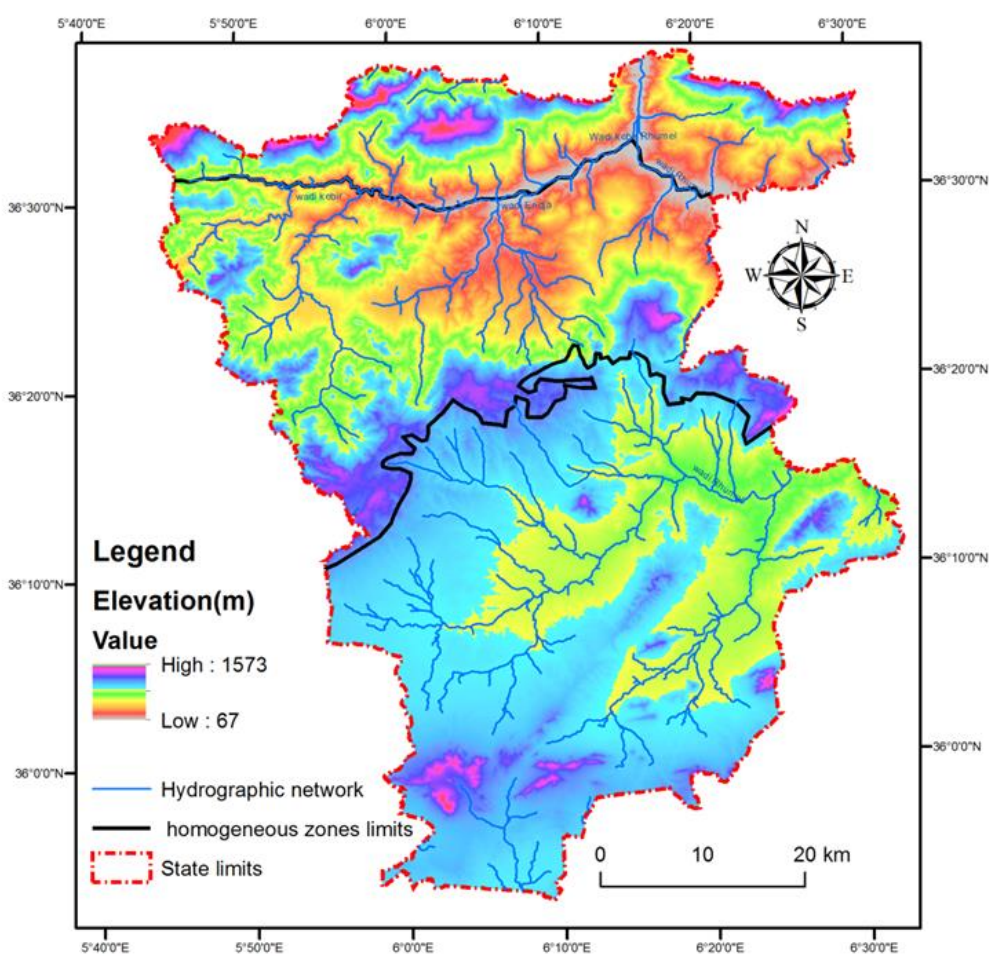 5°40'0"E 5°50'0"E 6°0'0"E 6°10'0"E 6°20'0"E 6°30'0"E
Wadi kebir Rhumel
wadi Rhumel
36°30'0"N 36°30'0"N
wadi kebir
wadi Endja
N
W E
S
36°20'0"N 36°20'0"N
wadi Rhumel
36°10'0"N 36°10'0"N
Legend
Elevation(m)
Value
High : 1573
Low : 67
36°0'0"N 36°0'0"N
Hydrographic network
homogeneous zones limits
State limits
0 10 20 km
5°40'0"E 5°50'0"E 6°0'0"E 6°10'0"E 6°20'0"E 6°30'0"E